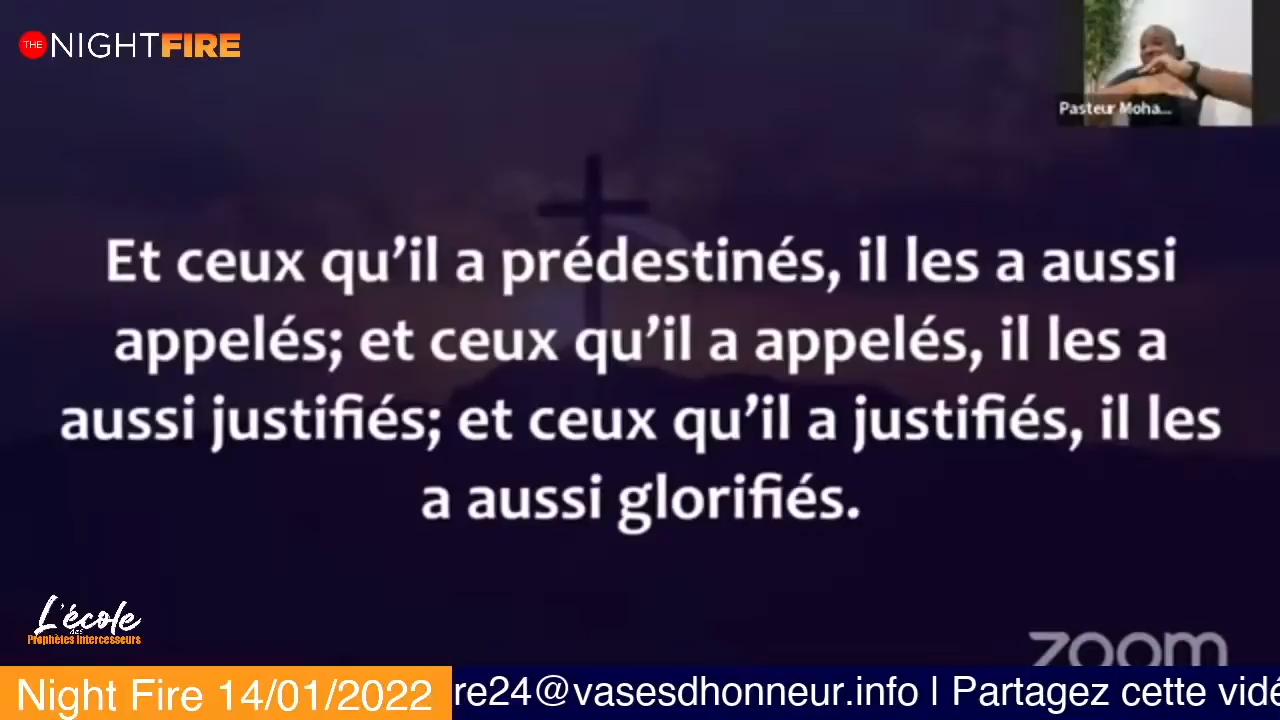 THE NIGHTFIRE
Pasteur Moha...
Et ceux qu’il a prédestinés, il les a aussi
appelés; et ceux qu’il a appelés, il les a
aussi justifiés; et ceux qu’il a justifiés, il les
a aussi glorifiés.
L'école
des
Prophètes Intercesseurs
zoom
Night Fire 14/01/2022
re24@vasesdhonneur.info | Partagez cette vidé